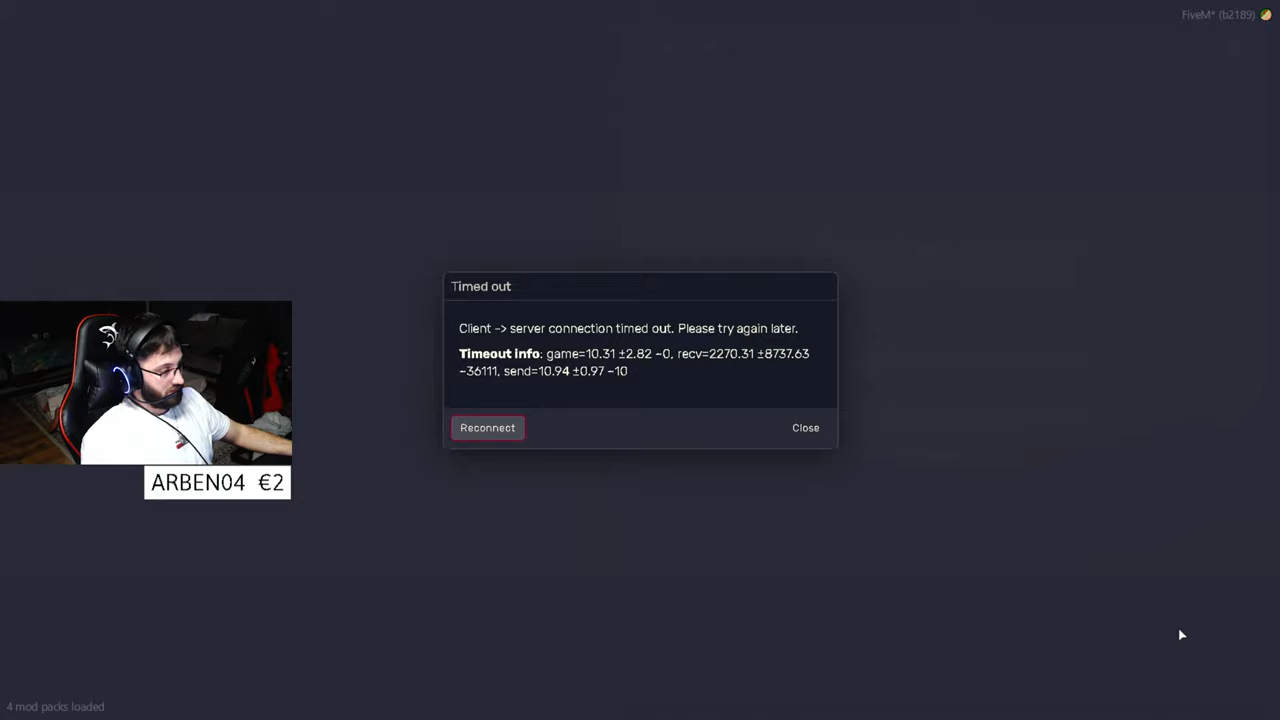 FiveM* (b2189)
Timed out
Client -> server connection timed out. Please try again later.
Timeout info: game=10.31 ±2.82 ~0, recv=2270.31 ±8737.63
~36111, send=10.94 ±0.97 ~10
Reconnect
Close
ARBEN04 €2
4 mod packs loaded